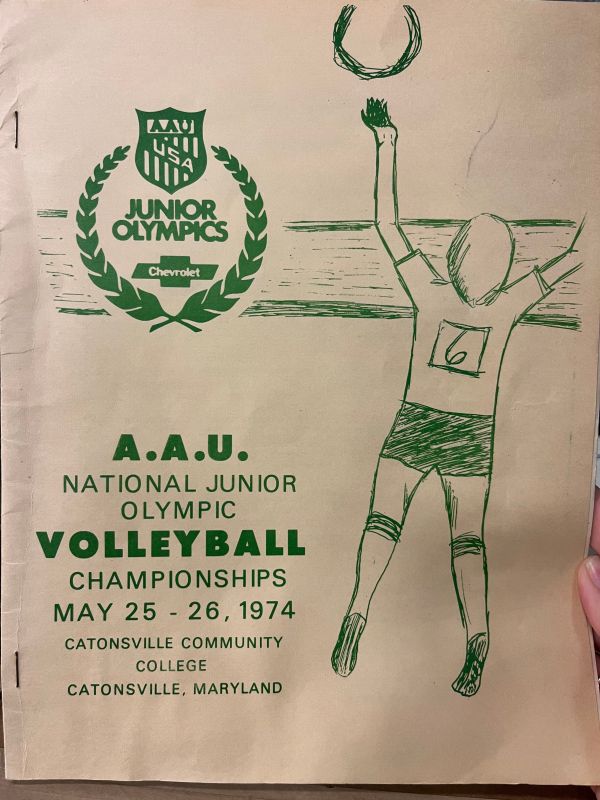 AAU
USA
JUNIOR
OLYMPICS
Chevrolet
6
A.A.U.
NATIONAL JUNIOR
OLYMPIC
VOLLEYBALL
CHAMPIONSHIPS
MAY 25 - 26, 1974
CATONSVILLE COMMUNITY
COLLEGE
CATONSVILLE, MARYLAND